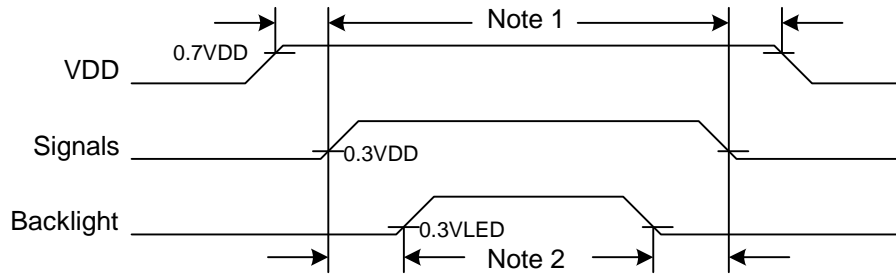 Note 1
0.7VDD
VDD
Signals
0.3VDD
Backlight
0.3VLED
Note 2